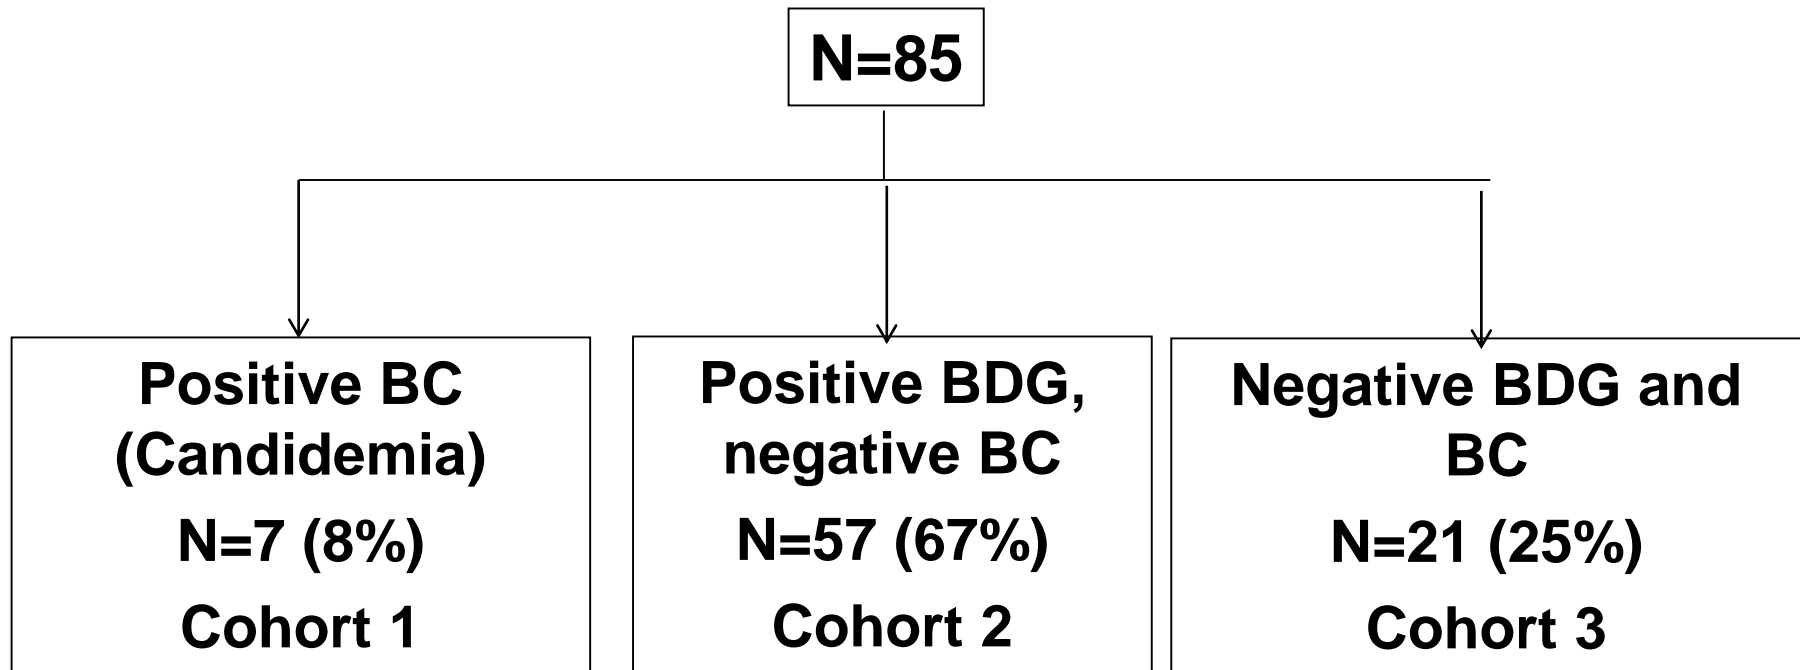 N=85
Positive BC
(Candidemia)
N=7 (8%)
Cohort 1
Positive BDG,
negative BC
N=57 (67%)
Cohort 2
Negative BDG and
BC
N=21 (25%)
Cohort 3